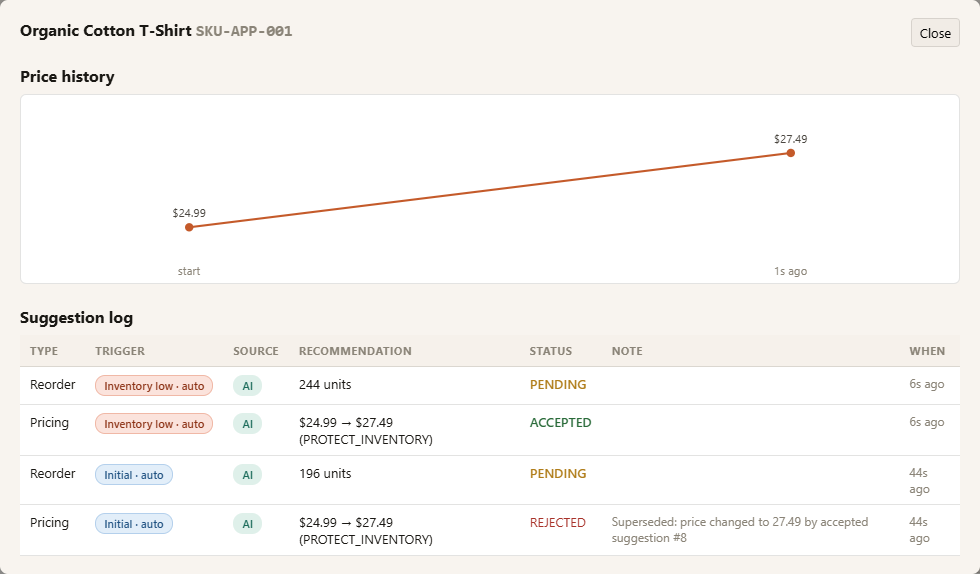 Organic Cotton T-Shirt SKU-APP-001
Close
Price history
$24.99
$27.49
start
1s ago
Suggestion log
TYPE TRIGGER SOURCE RECOMMENDATION STATUS NOTE WHEN
Reorder Inventory low · auto AI 244 units PENDING 6s ago
Pricing Inventory low · auto AI $24.99 → $27.49 ACCEPTED 6s ago
(PROTECT_INVENTORY)
Reorder Initial · auto AI 196 units PENDING 44s
ago
Pricing Initial · auto AI $24.99 → $27.49 REJECTED Superseded: price changed to 27.49 by accepted 44s
(PROTECT_INVENTORY) suggestion #8 ago